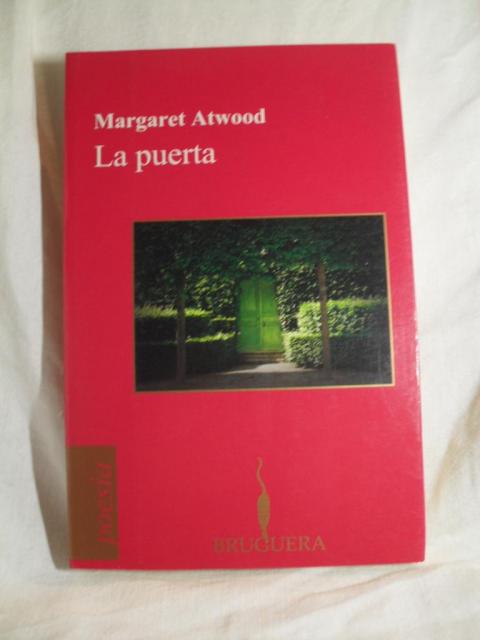 Margaret Atwood
La puerta
poesía
BRUGUERA